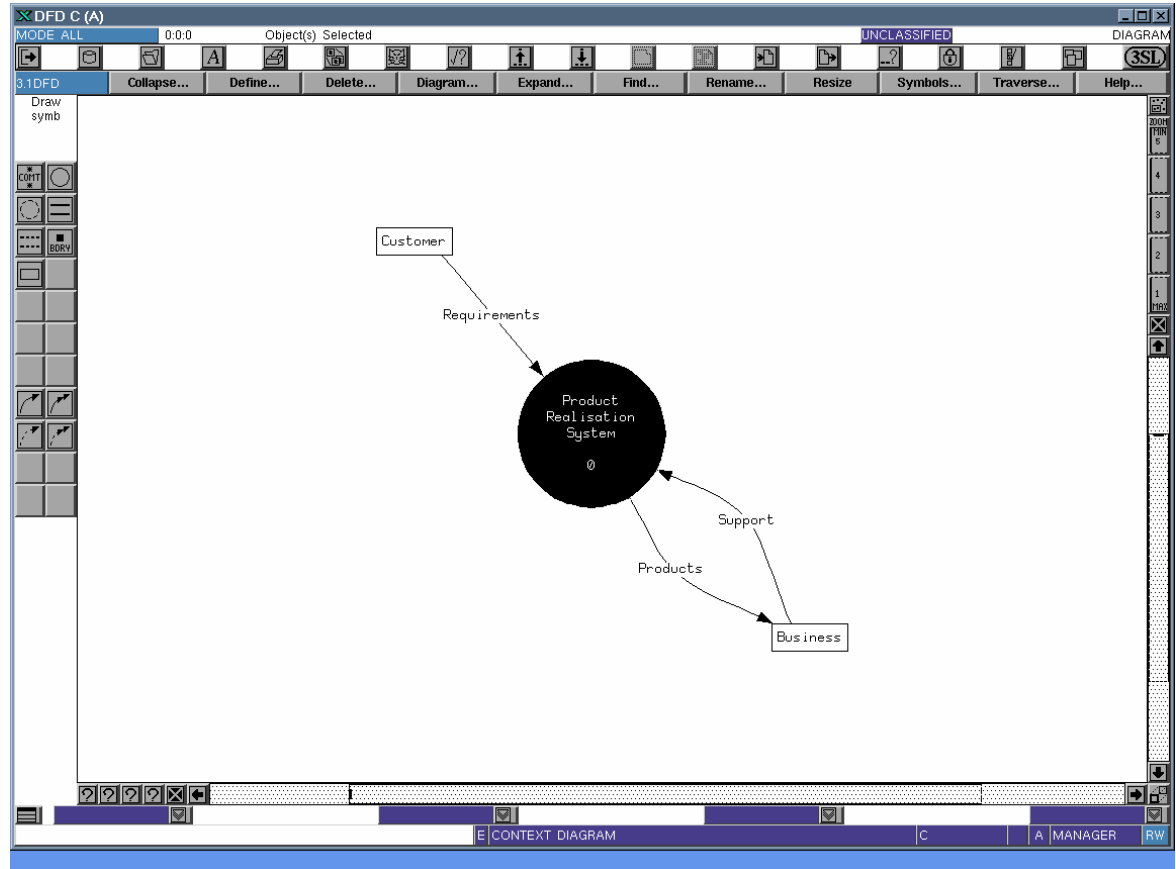 DFD C (A)
MODE ALL 0:0:0 Object(s) Selected UNCLASSIFIED DIAGRAM
A /? ..? 3SL
3.1DFD Collapse... Define... Delete... Diagram... Expand... Find... Rename... Resize Symbols... Traverse... Help...
Draw
symb
ZOOM
MIN
5
COMT
4
3
BDRY
2
1
MAX
Customer
Requirements
Product
Realisation
System
0
Support
Products
Business
? ? ? ?
E CONTEXT DIAGRAM C A MANAGER RW